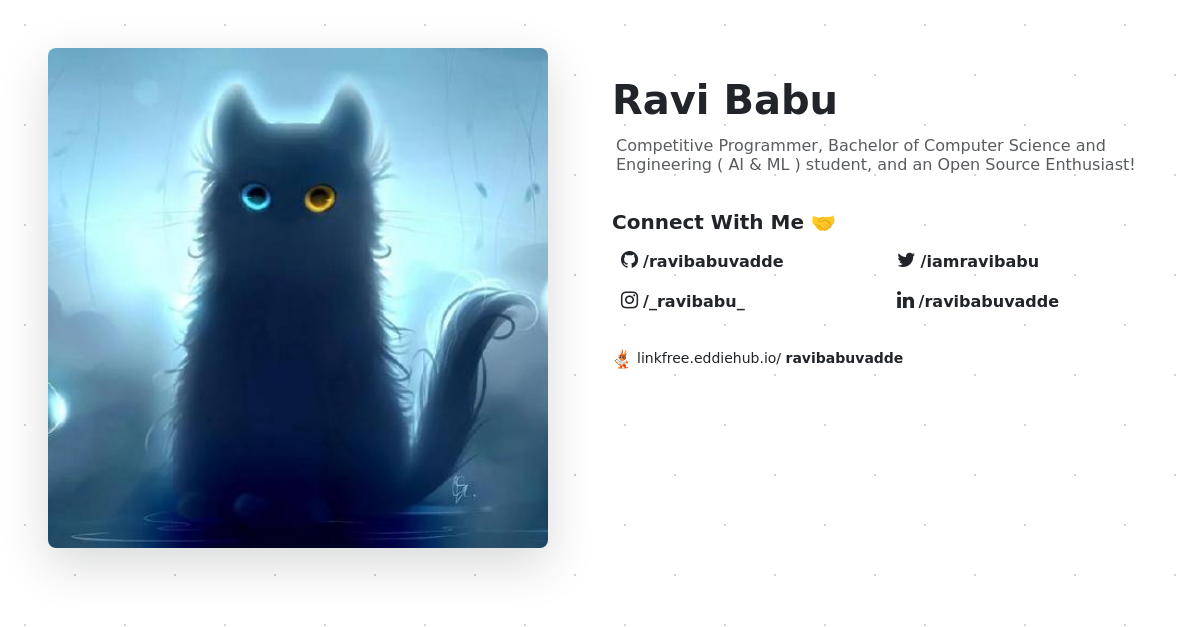 Ravi Babu
Competitive Programmer, Bachelor of Computer Science and
Engineering ( AI & ML ) student, and an Open Source Enthusiast!
Connect With Me 🤝
/ravibabuvadde
/iamravibabu
/_ravibabu_
/ravibabuvadde
linkfree.eddiehub.io/ ravibabuvadde